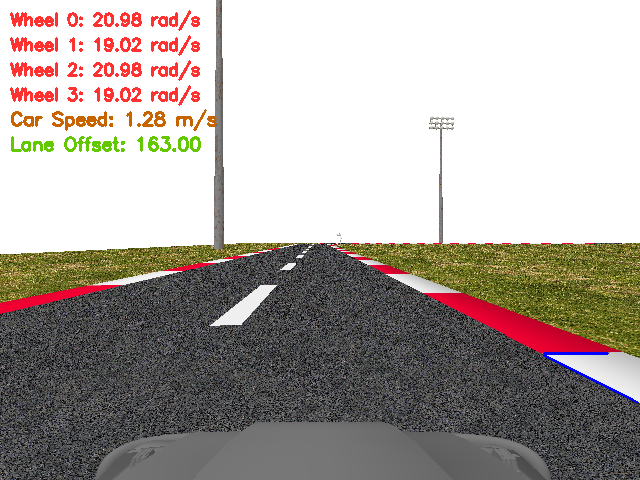 Wheel 0: 20.98 rad/s
Wheel 1: 19.02 rad/s
Wheel 2: 20.98 rad/s
Wheel 3: 19.02 rad/s
Car Speed: 1.28 m/s
Lane Offset: 163.00